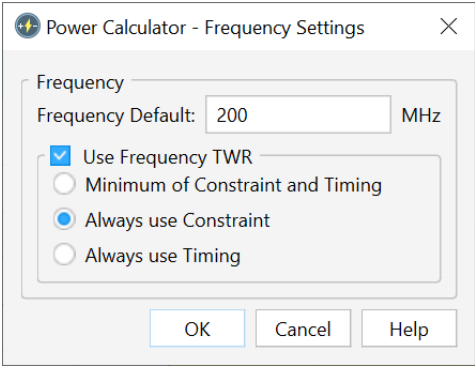 Power Calculator - Frequency Settings
Frequency
Frequency Default: 200 MHz
Use Frequency TWR
Minimum of Constraint and Timing
Always use Constraint
Always use Timing
OK Cancel Help